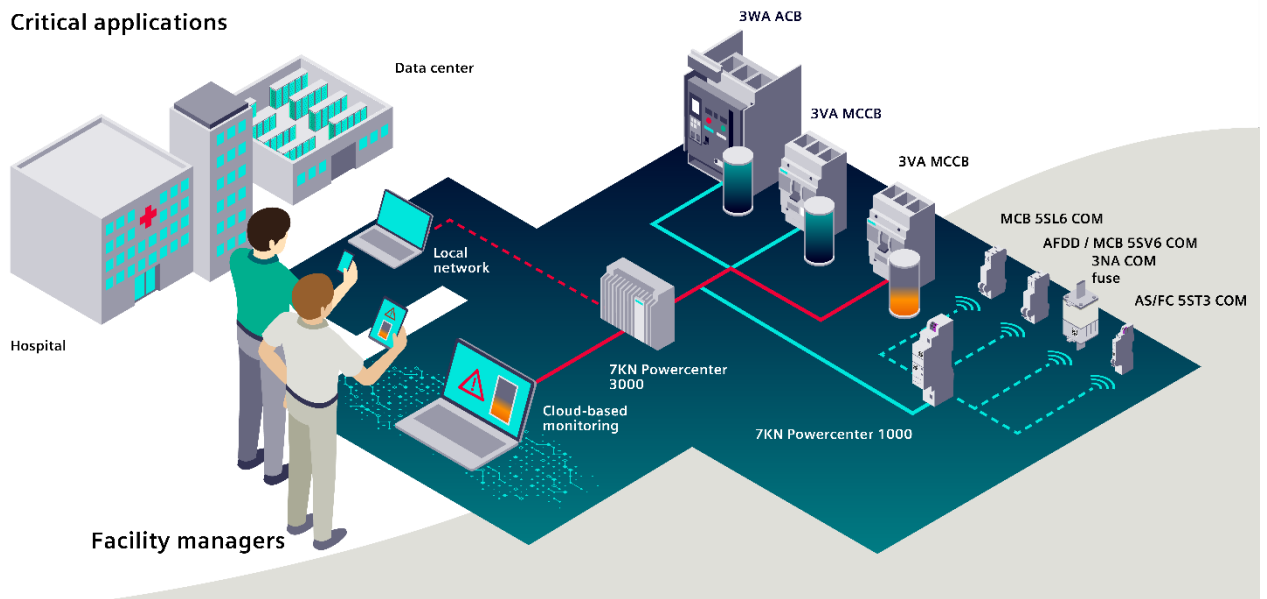 Critical applications
3WA ACB
Data center
3VA MCCB
3VA MCCB
MCB 5SL6 COM
AFDD / MCB 5SV6 COM
3NA COM
fuse
AS/FC 5ST3 COM
Local
network
Hospital
7KN Powercenter
3000
Cloud-based
monitoring
7KN Powercenter 1000
Facility managers